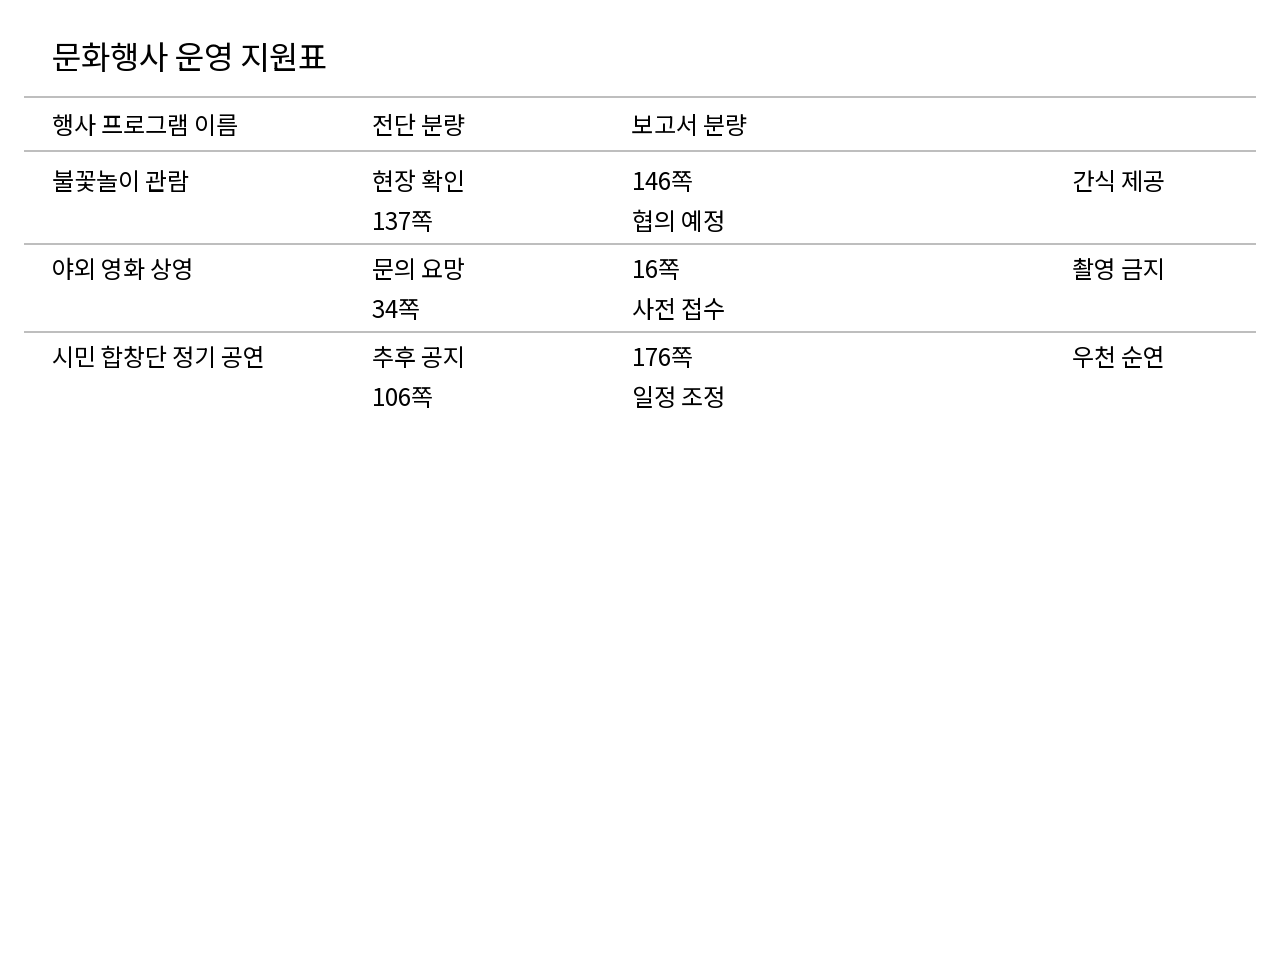 문화행사 운영 지원표
행사 프로그램 이름 전단 분량 보고서 분량
불꽃놀이 관람 현장 확인 146쪽 간식 제공
137쪽 협의 예정
야외 영화 상영 문의 요망 16쪽 촬영 금지
34쪽 사전 접수
시민 합창단 정기 공연 추후 공지 176쪽 우천 순연
106쪽 일정 조정